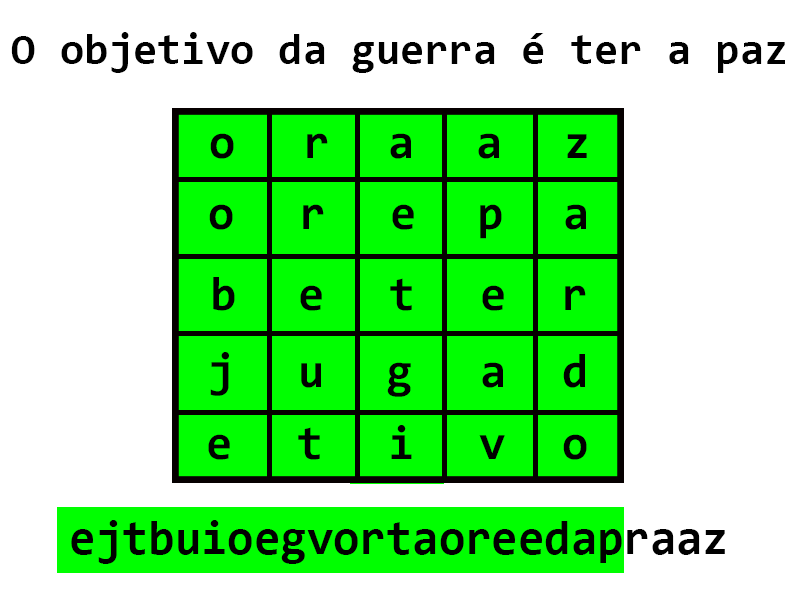 O objetivo da guerra é ter a paz
o r a a z
o r e p a
b e t e r
j u g a d
e t i v o
ejtbuioegvortaoreedapraaz